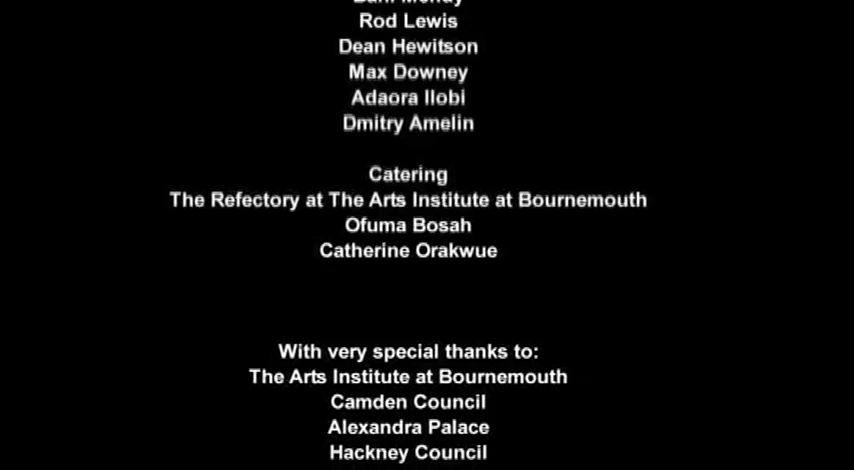 Rod Lewis
Dean Hewitson
Max Downey
Adaora Ilobi
Dmitry Amelin
Catering
The Refectory at The Arts Institute at Bournemouth
Ofuma Bosah
Catherine Orakwue
With very special thanks to:
The Arts Institute at Bournemouth
Camden Council
Alexandra Palace
Hackney Council